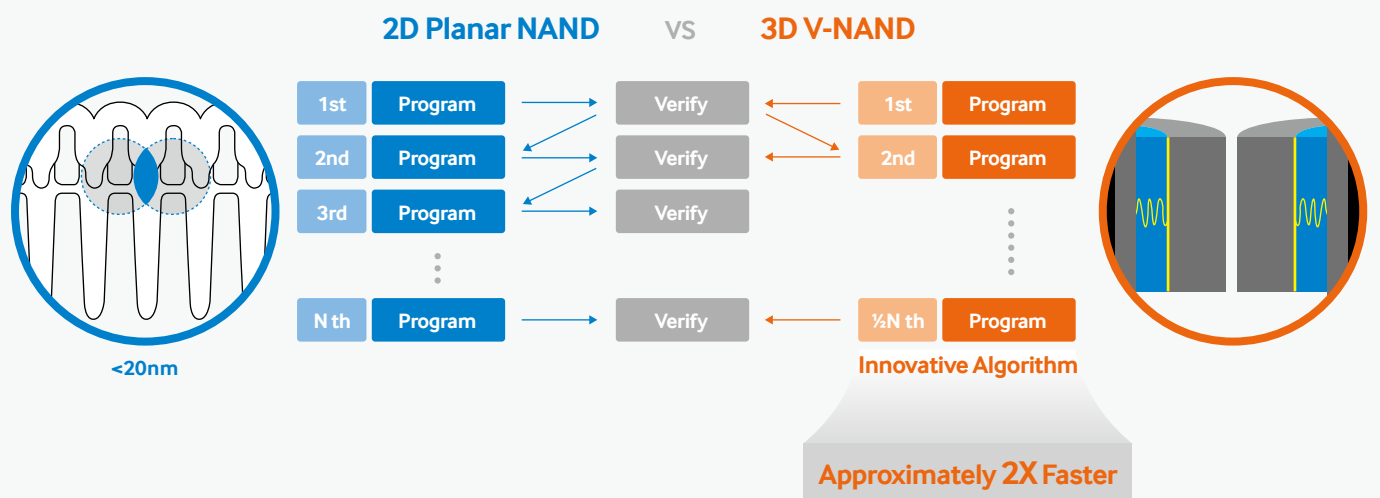 2D Planar NAND VS 3D V-NAND
1st Program Verify 1st Program
2nd Program Verify 2nd Program
3rd Program Verify
N th Program Verify ½N th Program
<20nm
Innovative Algorithm
Approximately 2X Faster